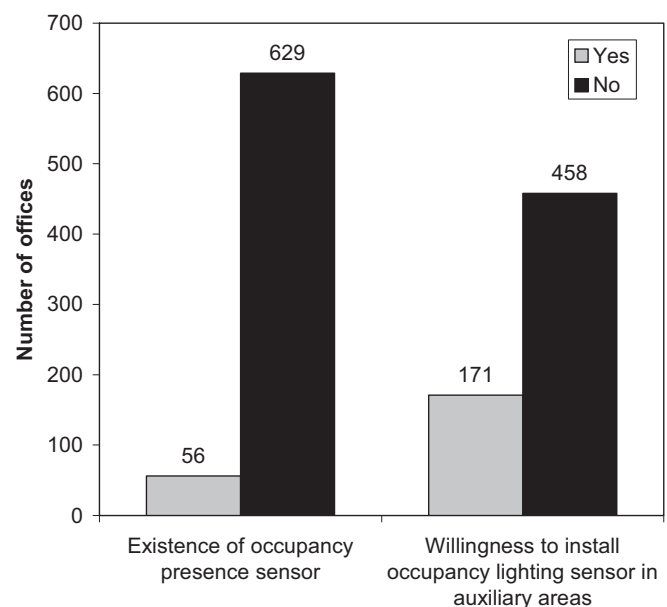 700
600
500
400
300
200
100
0
Number of offices
629
56
458
171
Yes
No
Existence of occupancy
presence sensor
Willingness to install
occupancy lighting sensor in
auxiliary areas